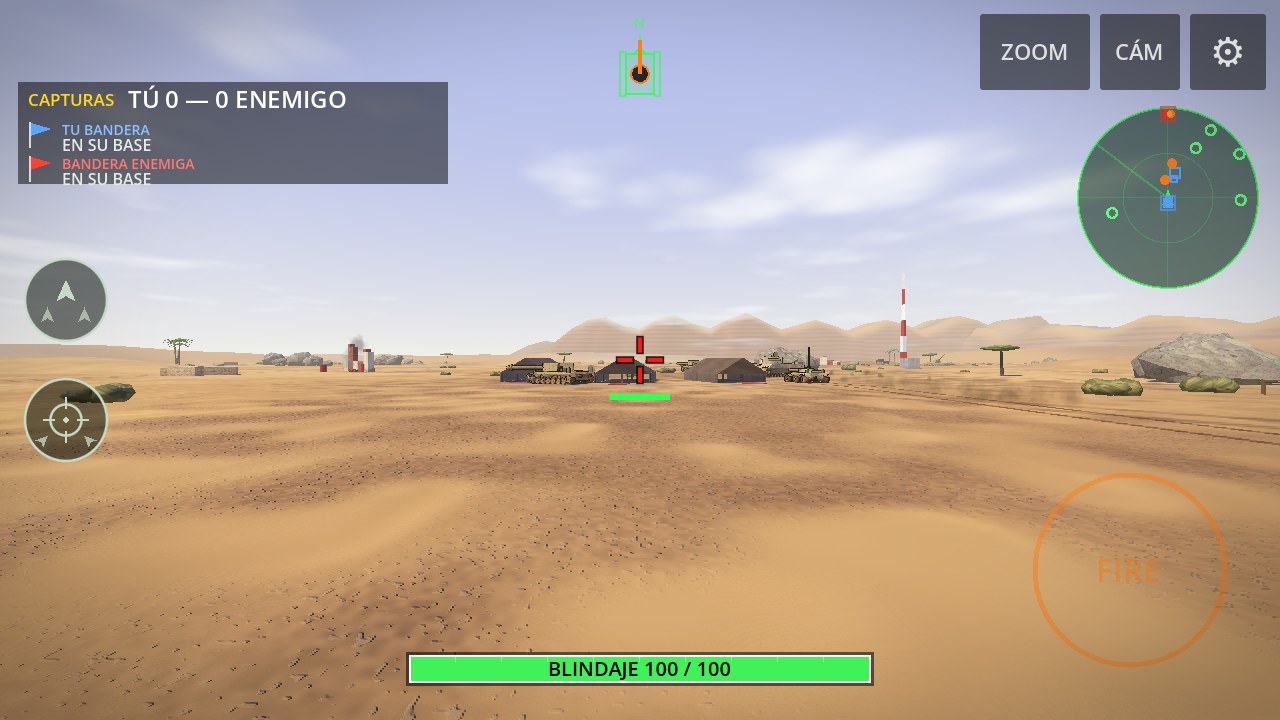 N
ZOOM
CÁM
CAPTURAS TÚ 0 — 0 ENEMIGO
TU BANDERA
EN SU BASE
BANDERA ENEMIGA
EN SU BASE
FIRE
BLINDAJE 100 / 100